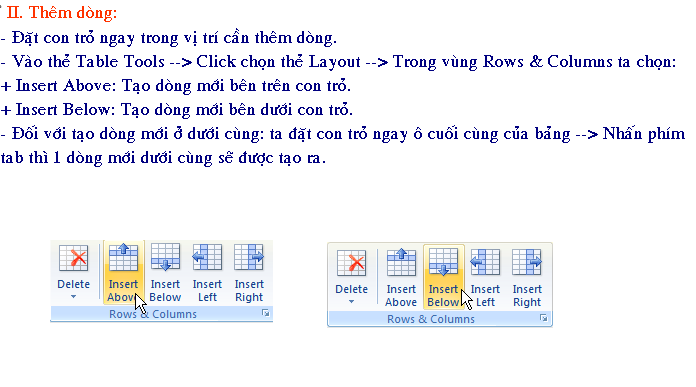 II. Thêm dòng:
- Đặt con trỏ ngay trong vị trí cần thêm dòng.
- Vào thẻ Table Tools --> Click chọn thẻ Layout --> Trong vùng Rows & Columns ta chọn:
+ Insert Above: Tạo dòng mới bên trên con trỏ.
+ Insert Below: Tạo dòng mới bên dưới con trỏ.
- Đối với tạo dòng mới ở dưới cùng: ta đặt con trỏ ngay ô cuối cùng của bảng --> Nhấn phím
tab thì 1 dòng mới dưới cùng sẽ được tạo ra.
Delete Insert Above Insert Below Insert Left Insert Right
Rows & Columns
Delete Insert Above Insert Below Insert Left Insert Right
Rows & Columns